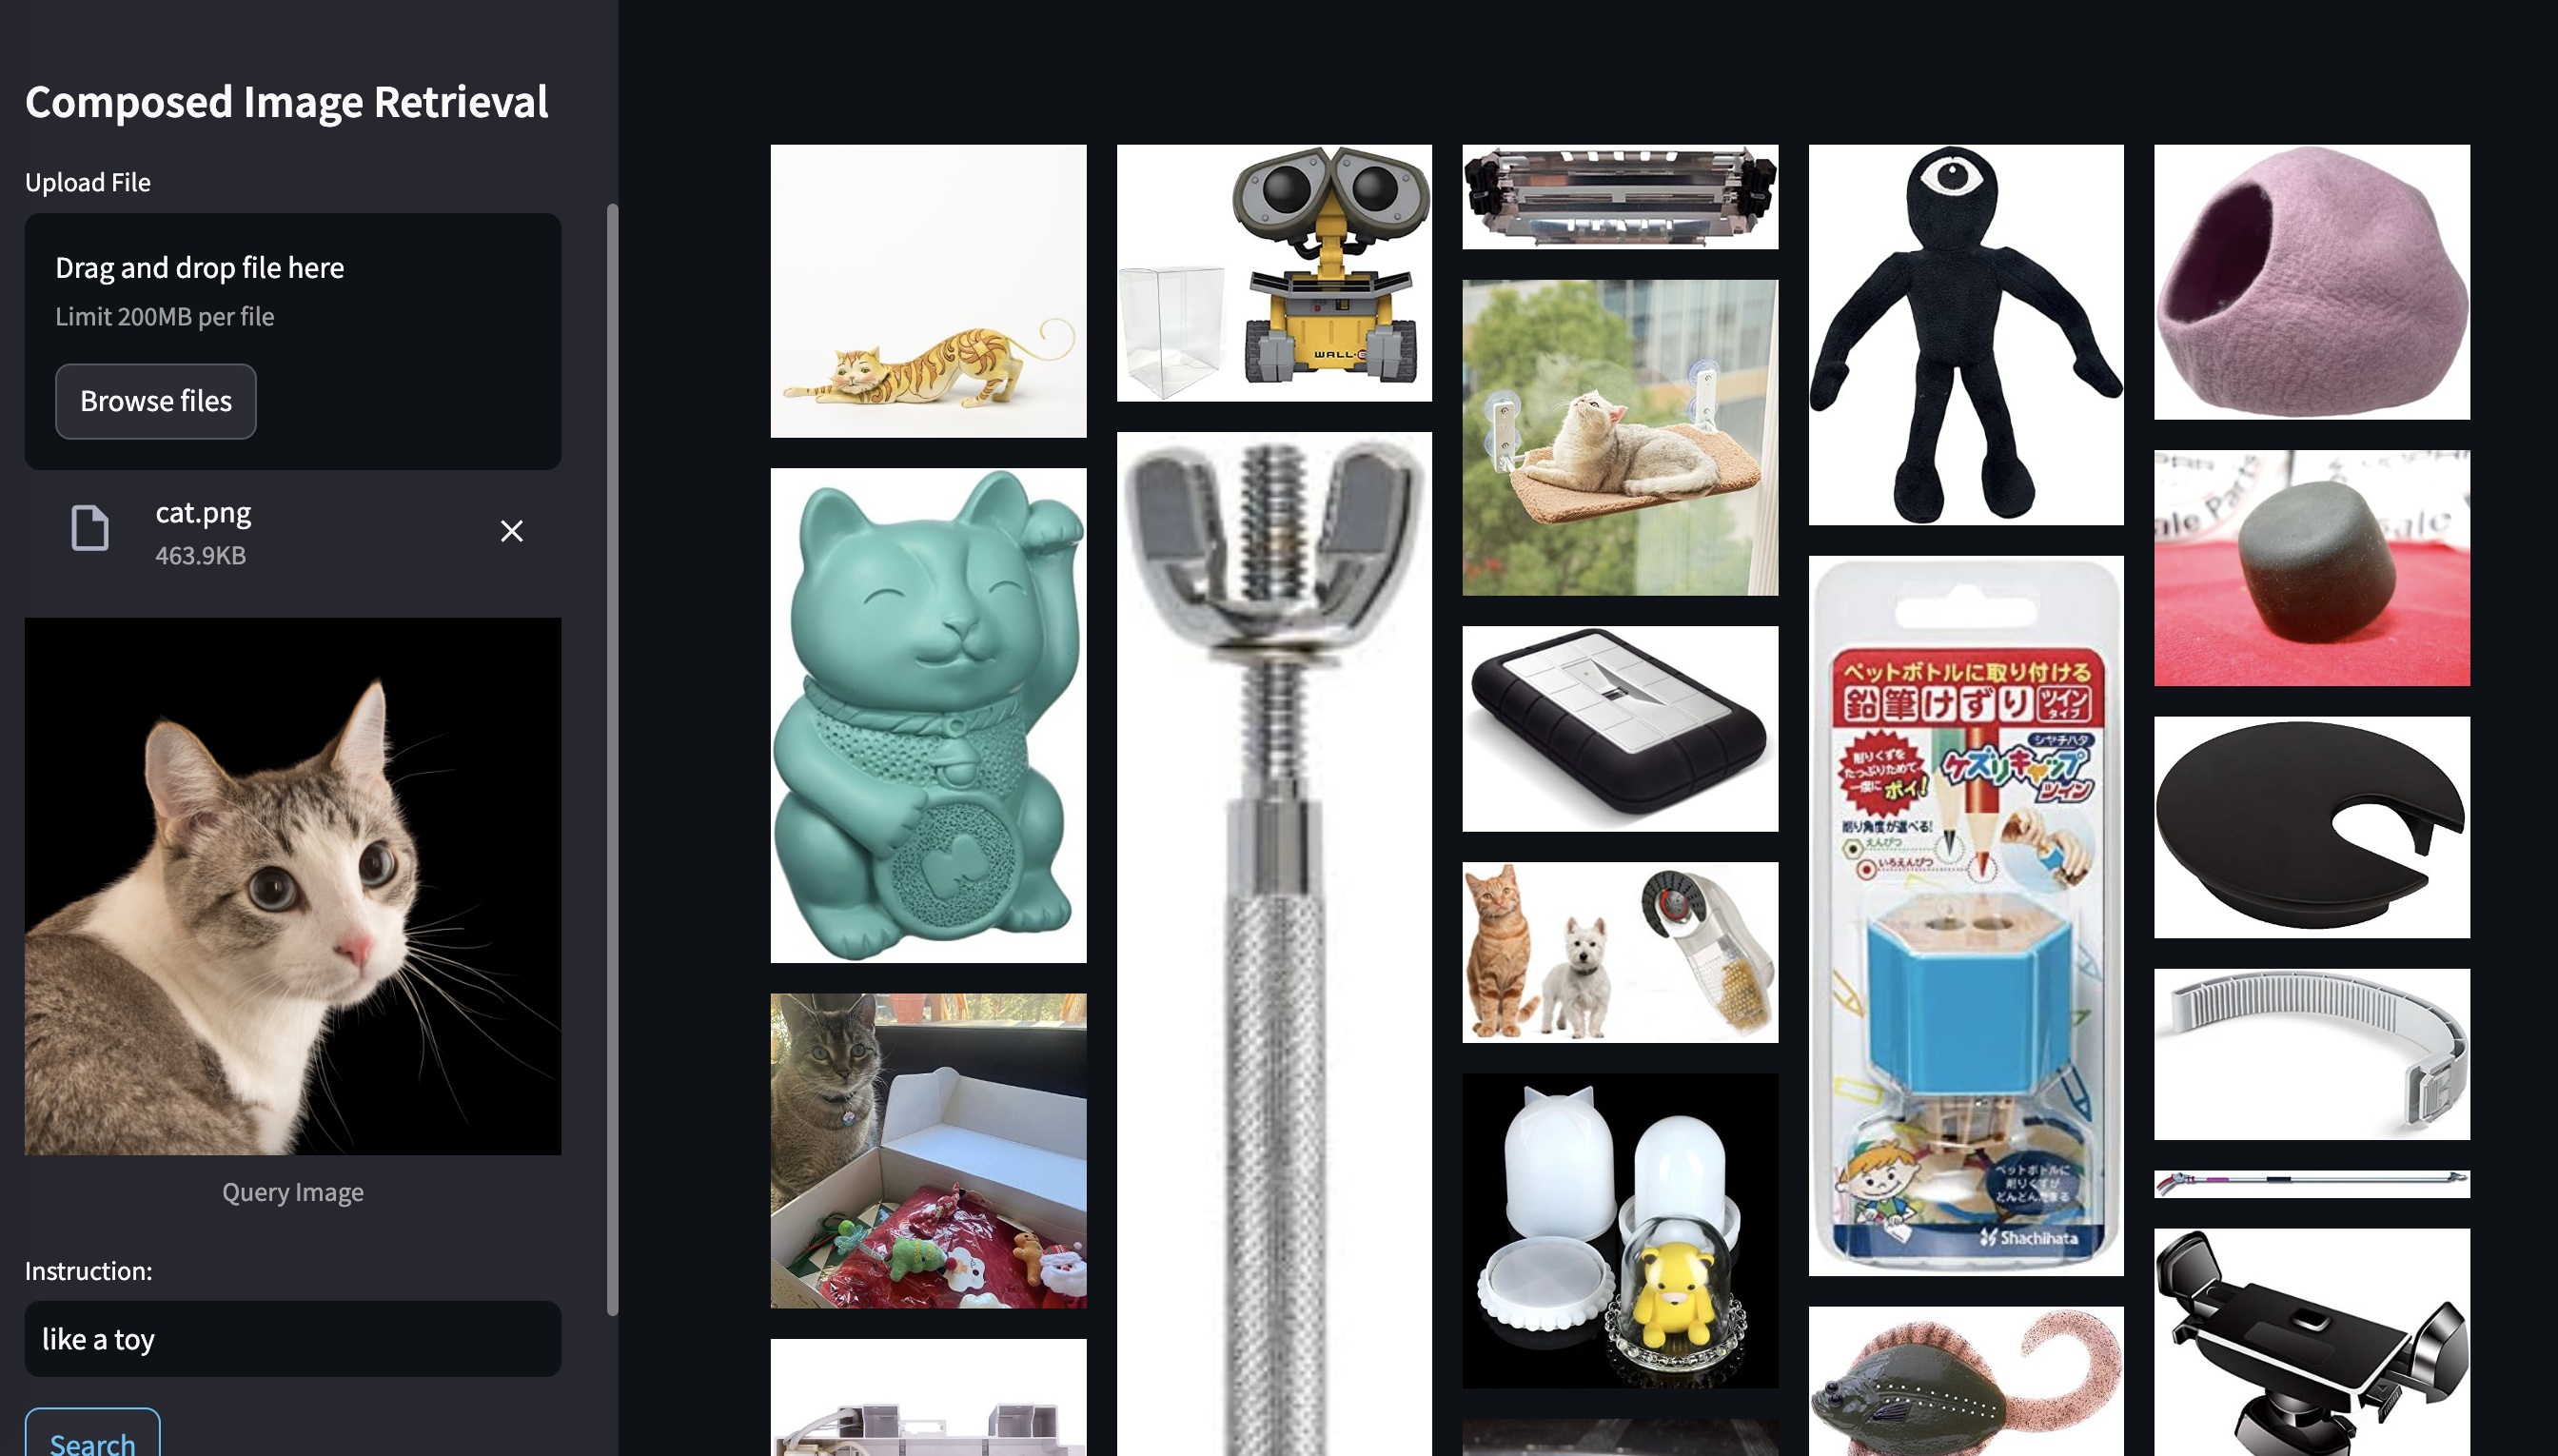 Composed Image Retrieval
Upload File
Drag and drop file here
Limit 200MB per file
Browse files
cat.png
463.9KB
Query Image
Instruction:
like a toy
Search
WALL•E
ペットボトルに取り付ける
鉛筆けずり
ツイン
タイプ
シヤチハタ
削りくずを
たっぷりためて
一度に
ポイ!
ケズリキャップ
ツイン
削り角度が選べる!
えんぴつ
いろえんぴつ
ペットボトルに
削りくずが
どんどんたまる
Shachihata